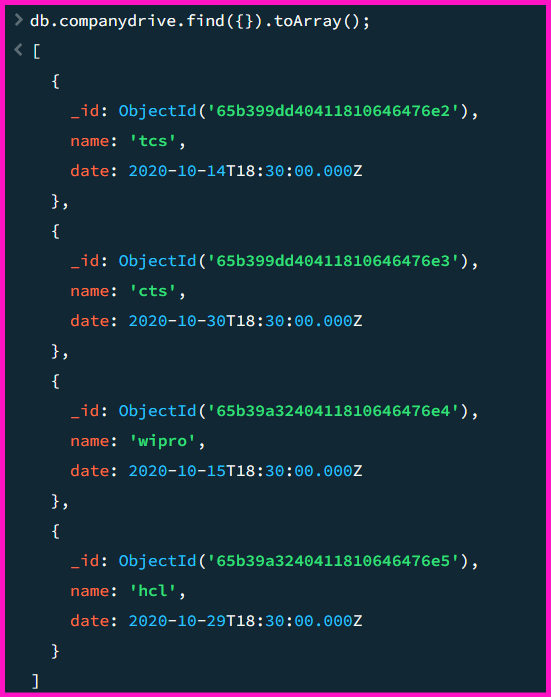 > db.companydrive.find({}).toArray();
< [
{
_id: ObjectId('65b399dd40411810646476e2'),
name: 'tcs',
date: 2020-10-14T18:30:00.000Z
},
{
_id: ObjectId('65b399dd40411810646476e3'),
name: 'cts',
date: 2020-10-30T18:30:00.000Z
},
{
_id: ObjectId('65b39a3240411810646476e4'),
name: 'wipro',
date: 2020-10-15T18:30:00.000Z
},
{
_id: ObjectId('65b39a3240411810646476e5'),
name: 'hcl',
date: 2020-10-29T18:30:00.000Z
}
]